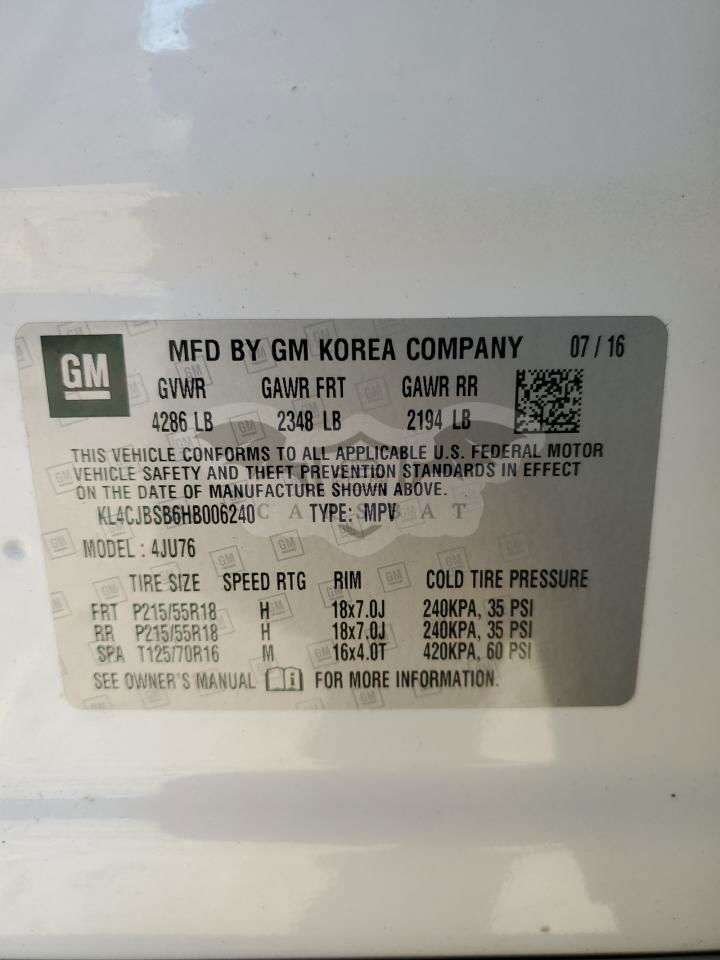 GM MFD BY GM KOREA COMPANY 07 / 16
GVWR GAWR FRT GAWR RR
4286 LB 2348 LB 2194 LB
THIS VEHICLE CONFORMS TO ALL APPLICABLE U.S. FEDERAL MOTOR
VEHICLE SAFETY AND THEFT PREVENTION STANDARDS IN EFFECT
ON THE DATE OF MANUFACTURE SHOWN ABOVE.
KL4CJBSB6HB006240 TYPE: MPV
MODEL : 4JU76
TIRE SIZE SPEED RTG RIM COLD TIRE PRESSURE
FRT P215/55R18 H 18x7.0J 240KPA, 35 PSI
RR P215/55R18 H 18x7.0J 240KPA, 35 PSI
SPA T125/70R16 M 16x4.0T 420KPA, 60 PSI
SEE OWNER'S MANUAL FOR MORE INFORMATION.